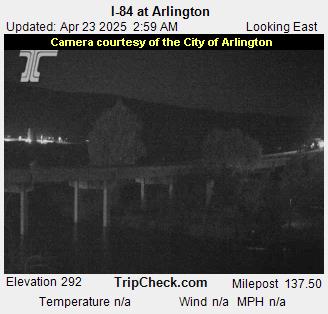 I-84 at Arlington
Updated: Apr 23 2025 2:59 AM Looking East
Camera courtesy of the City of Arlington
Elevation 292 TripCheck.com Milepost 137.50
Temperature n/a Wind n/a MPH n/a